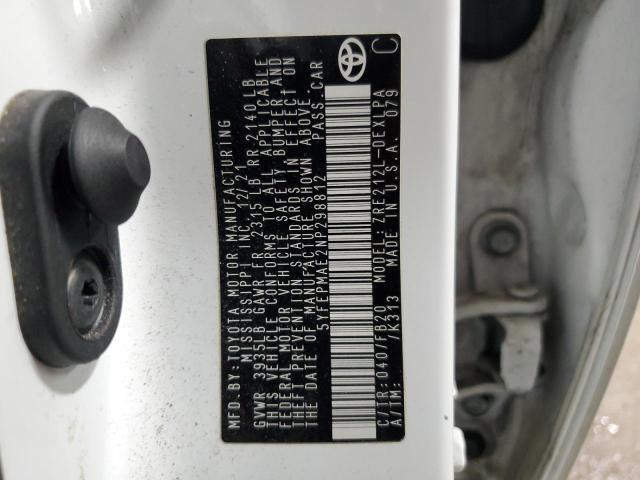 MFD. BY: TOYOTA MOTOR MANUFACTURING
MISSISSIPPI INC. 12/21
GVWR 3935LB GAWR FR 2315 LB RR 2140 LB
THIS VEHICLE CONFORMS TO ALL APPLICABLE
FEDERAL MOTOR VEHICLE SAFETY, BUMPER AND
THEFT PREVENTION STANDARDS IN EFFECT ON
THE DATE OF MANUFACTURE SHOWN ABOVE.
5YFEPMAE2NP298812 PASS. CAR
C/TR: 040/FB20 MODEL: ZRE212L-DEXLPA
A/TM: /K313 MADE IN U.S.A. 079
C